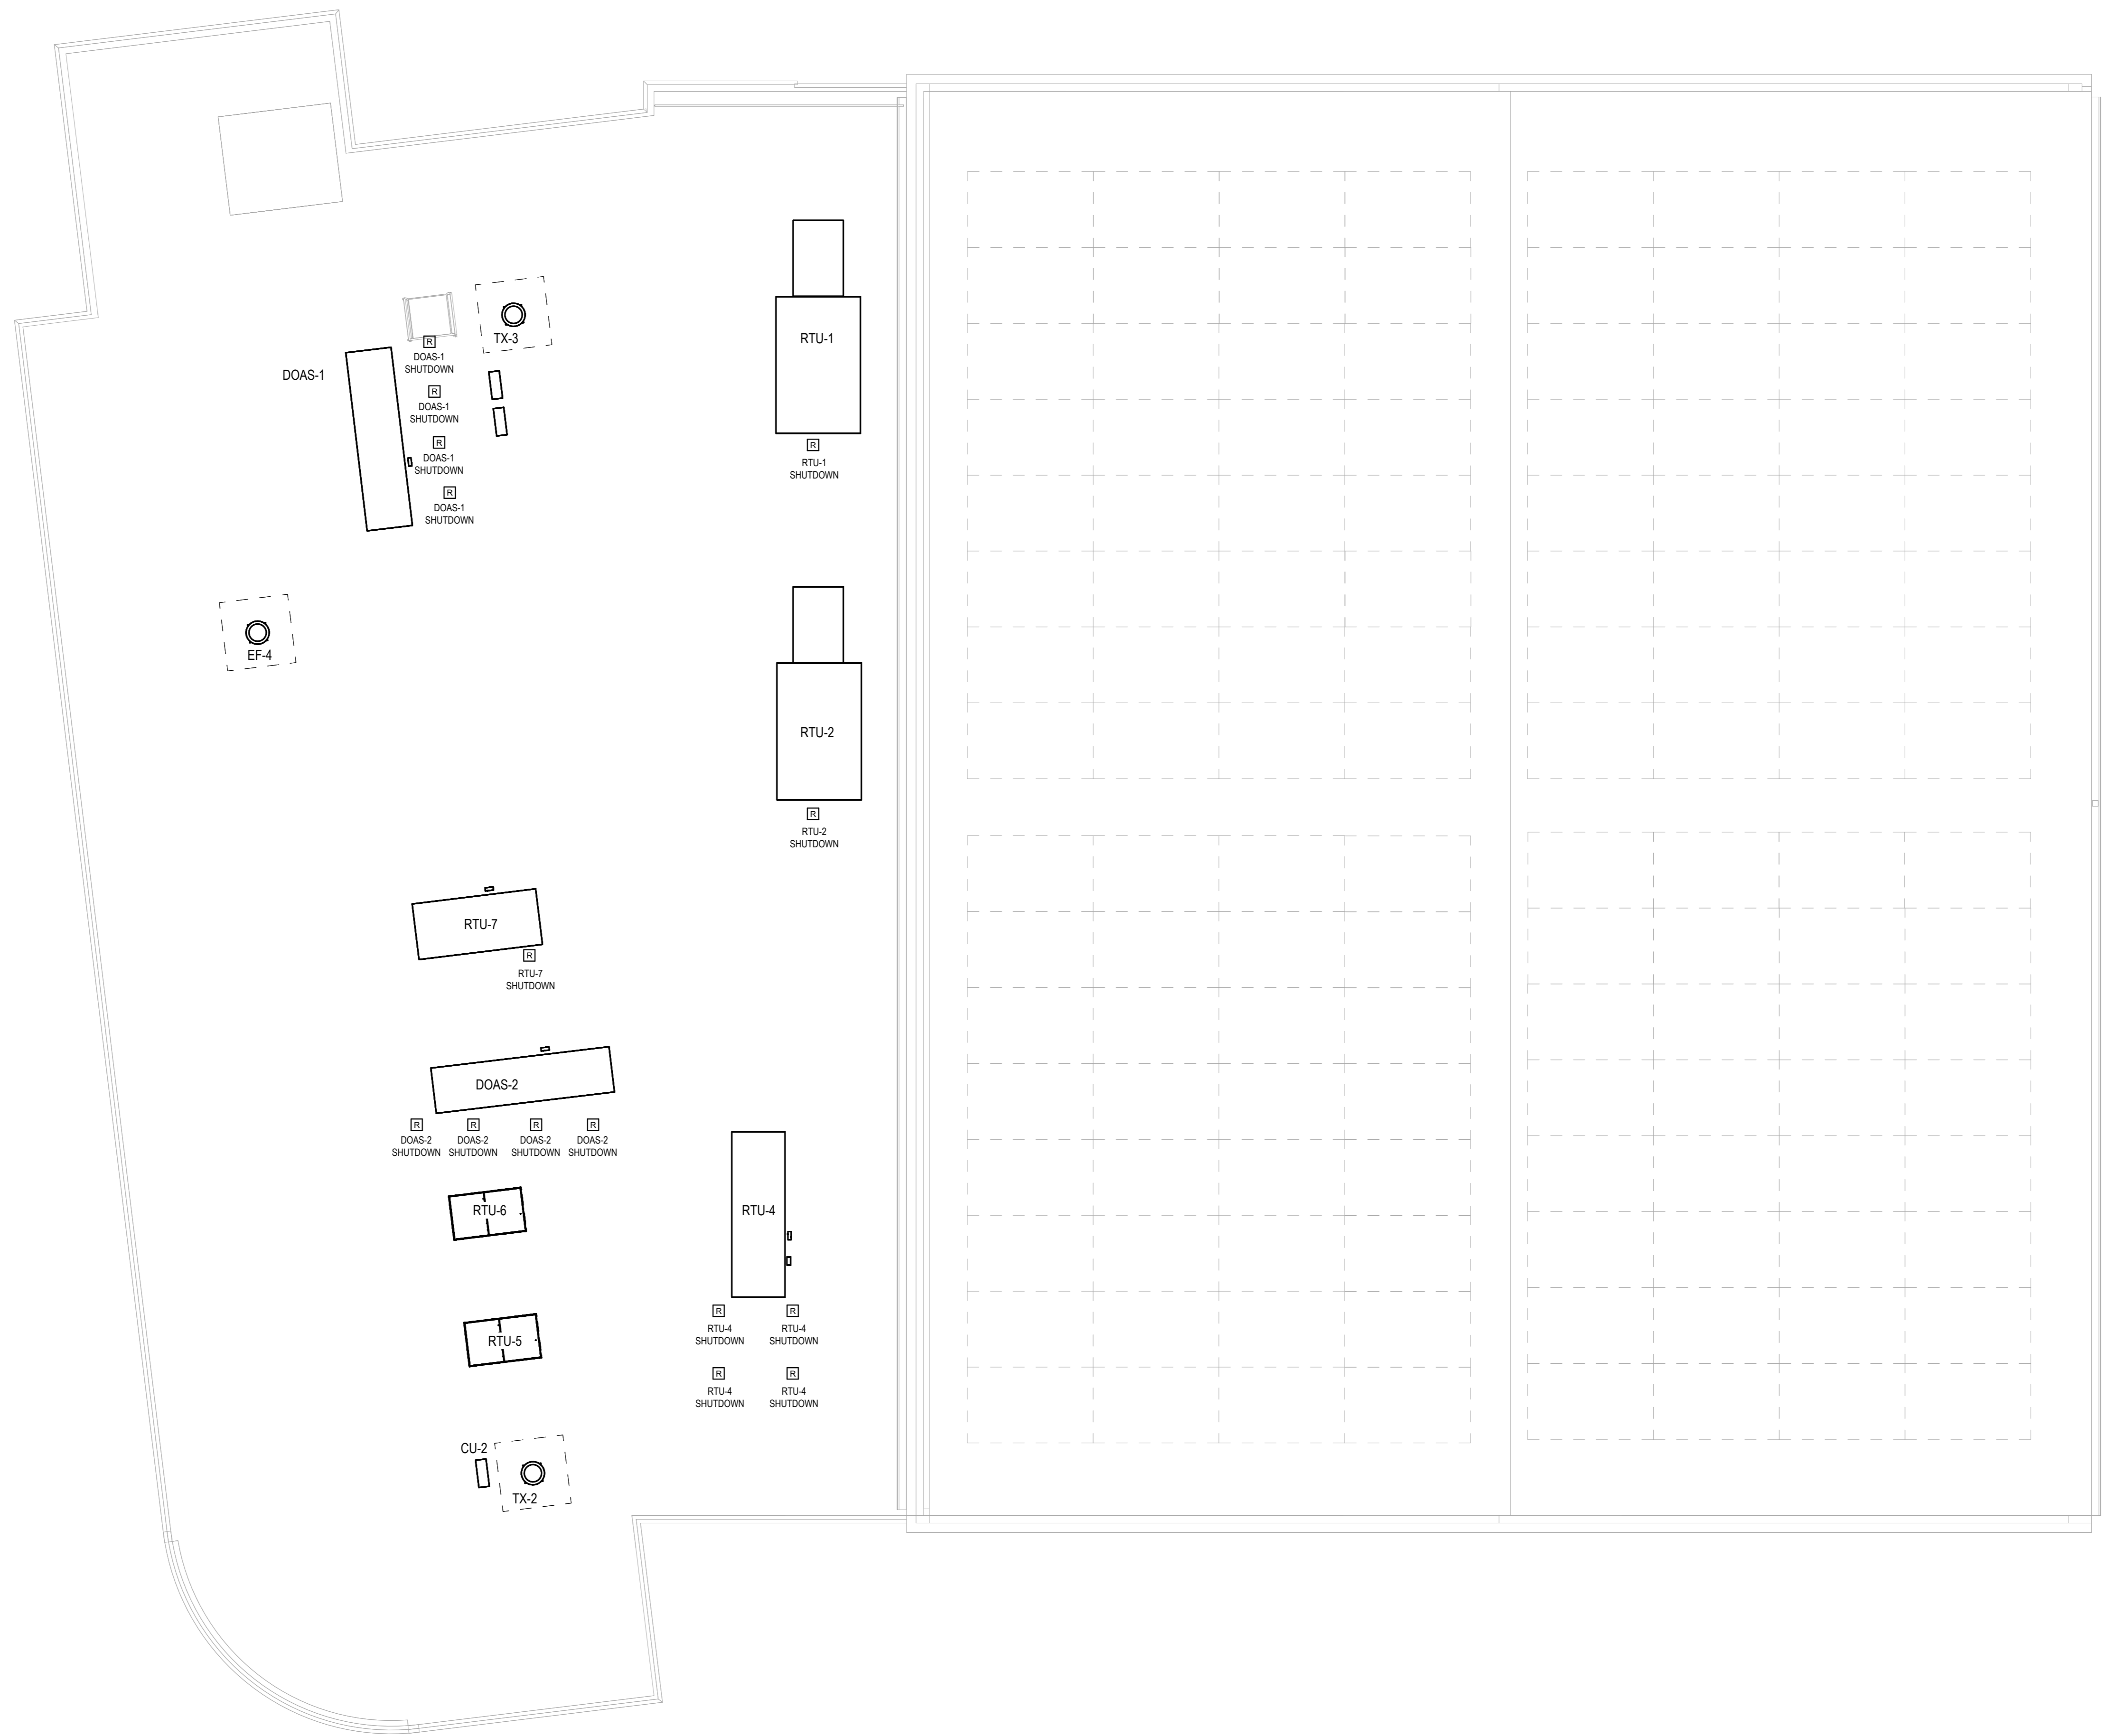 TX-3
RTU-1
R
DOAS-1
SHUTDOWN
DOAS-1
R
DOAS-1
SHUTDOWN
R
DOAS-1
SHUTDOWN
R
RTU-1
SHUTDOWN
R
DOAS-1
SHUTDOWN
EF-4
RTU-2
R
RTU-2
SHUTDOWN
RTU-7
R
RTU-7
SHUTDOWN
DOAS-2
R R R R
DOAS-2 DOAS-2 DOAS-2 DOAS-2
SHUTDOWN SHUTDOWN SHUTDOWN SHUTDOWN
RTU-6
RTU-4
R R
RTU-4 RTU-4
SHUTDOWN SHUTDOWN
RTU-5
R R
RTU-4 RTU-4
SHUTDOWN SHUTDOWN
CU-2
TX-2